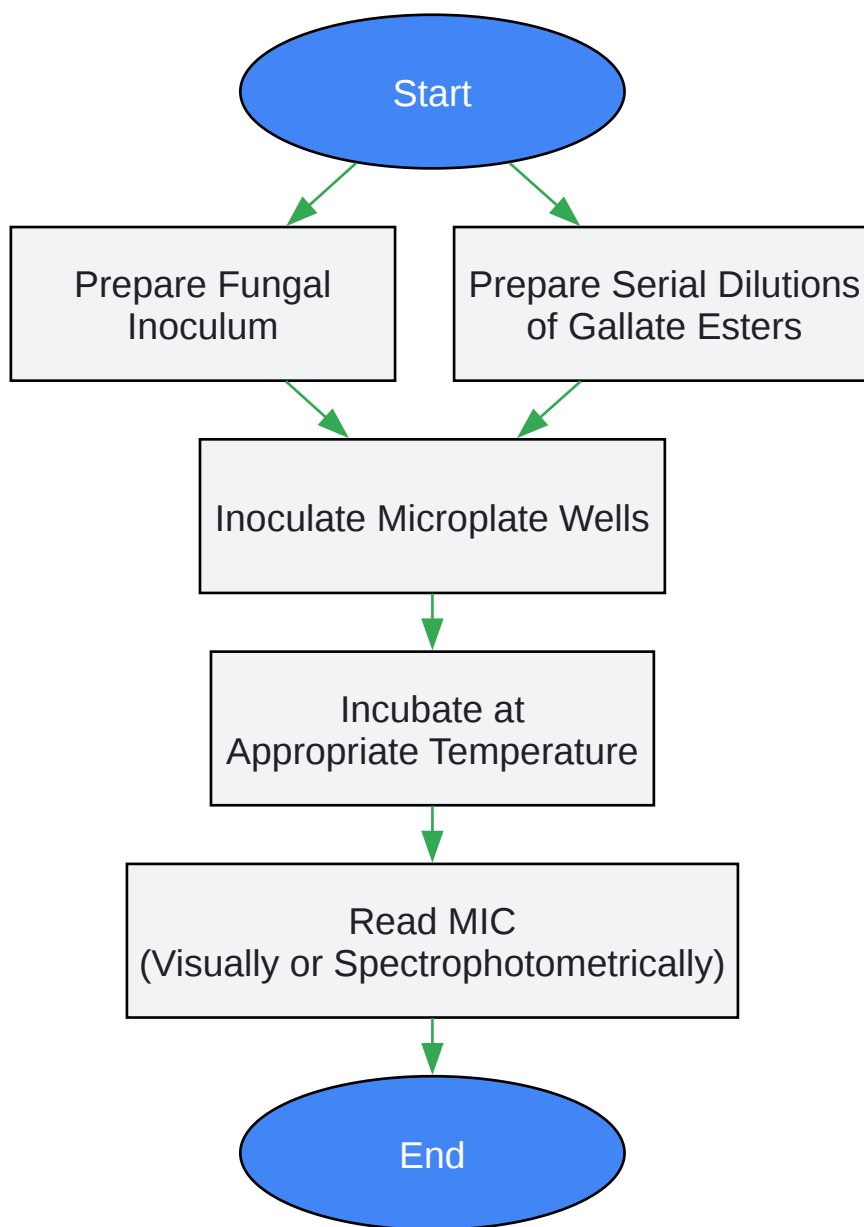 Start
Prepare Fungal
Inoculum
Prepare Serial Dilutions
of Gallate Esters
Inoculate Microplate Wells
Incubate at
Appropriate Temperature
Read MIC
(Visually or Spectrophotometrically)
End